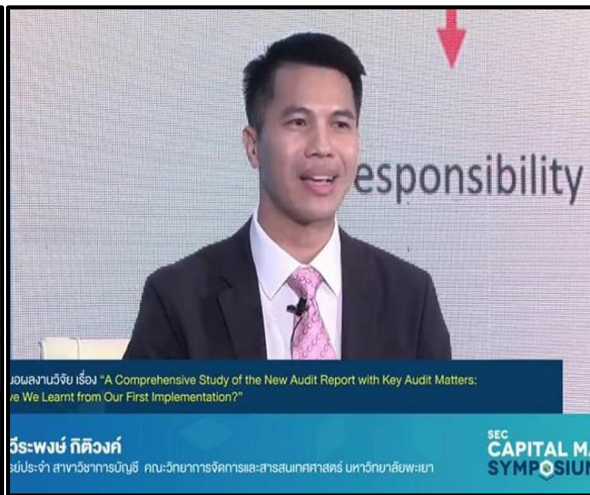 esponsibility
นอผลงานวิจัย เรื่อง "A Comprehensive Study of the New Audit Report with Key Audit Matters:
ve We Learnt from Our First Implementation?"
วีระพงษ์ กิติวงค์
รย์ประจำ สาขาวิชาการบัญชี คณะวิทยาการจัดการและสารสนเทศศาสตร์ มหาวิทยาลัยพะเยา
SEC
CAPITAL MA
SYMPOSIUM